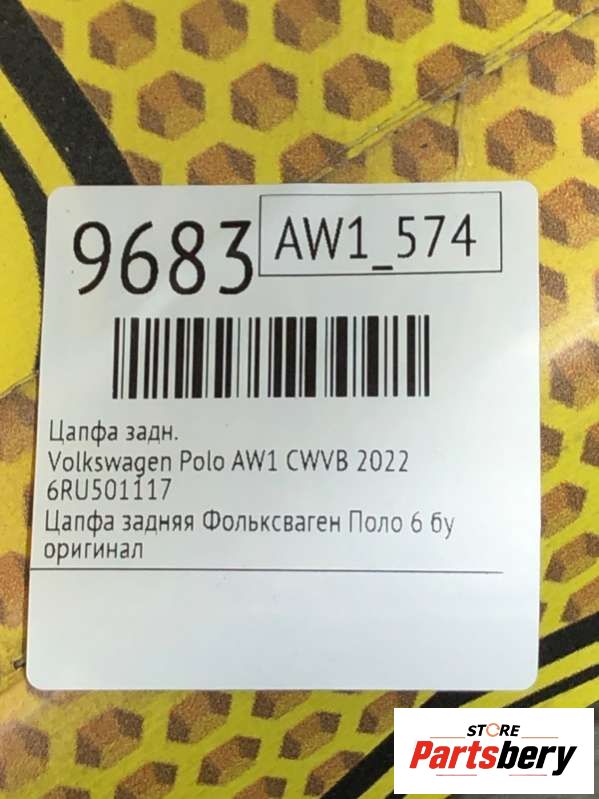 9683
AW1_574
Цапфа задн.
Volkswagen Polo AW1 CWVB 2022
6RU501117
Цапфа задняя Фольксваген Поло 6 бу
оригинал
STORE
Partsbery